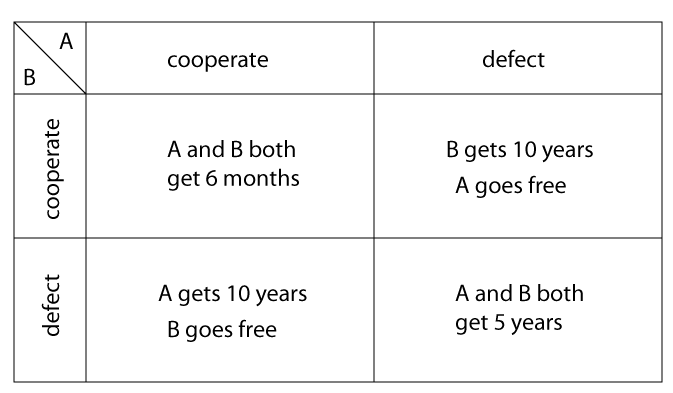 A
B
cooperate
defect
cooperate
A and B both
get 6 months
B gets 10 years
A goes free
defect
A gets 10 years
B goes free
A and B both
get 5 years